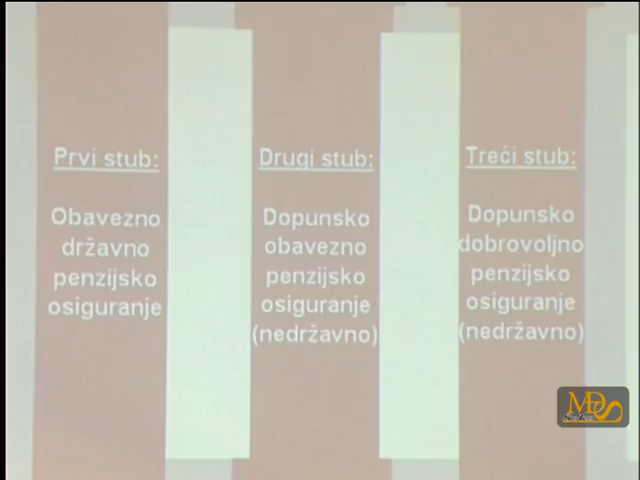 Prvi stub:
Obavezno
državno
penzijsko
osiguranje
Drugi stub:
Dopunsko
obavezno
penzijsko
osiguranje
(nedržavno)
Treći stub:
Dopunsko
dobrovoljno
penzijsko
osiguranje
(nedržavno)